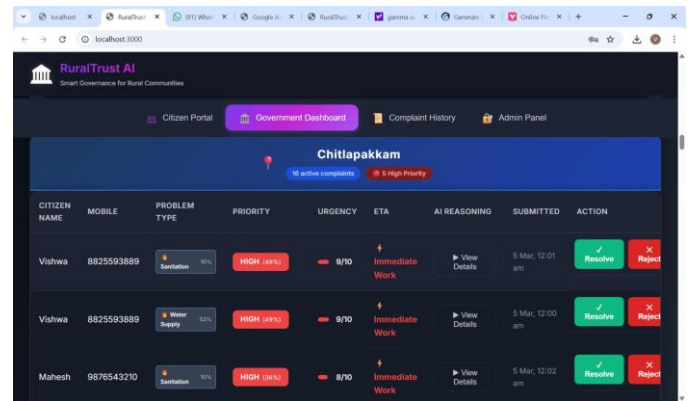 localhost
RuralTrust
(81) What
Google A
RuralTrust
gamma a
Generate
Online Fl
localhost:3000
RuralTrust AI
Smart Governance for Rural Communities
Citizen Portal
Government Dashboard
Complaint History
Admin Panel
Chitlapakkam
16 active complaints
5 High Priority
CITIZEN NAME MOBILE PROBLEM TYPE PRIORITY URGENCY ETA AI REASONING SUBMITTED ACTION
Vishwa 8825593889 Sanitation HIGH (49%) 9/10 Immediate Work ▶ View Details 5 Mar, 12:01 am ✓ Resolve ✕ Reject
Vishwa 8825593889 Water Supply HIGH (49%) 9/10 Immediate Work ▶ View Details 5 Mar, 12:00 am ✓ Resolve ✕ Reject
Mahesh 9876543210 Sanitation HIGH 8/10 Immediate Work ▶ View Details 5 Mar, 12:02 am ✓ Resolve ✕ Reject